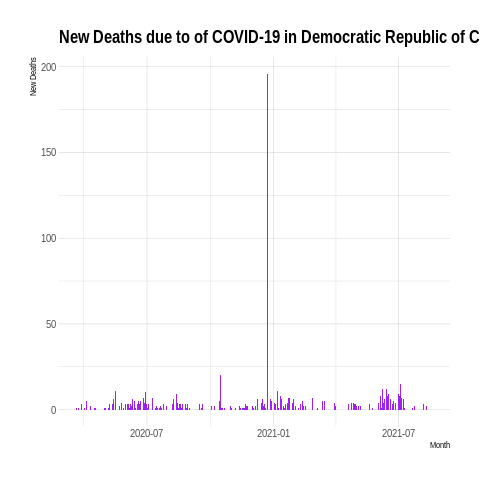 New Deaths due to of COVID-19 in Democratic Republic of C
New Deaths
200
150
100
50
0
2020-07
2021-01
2021-07
Month